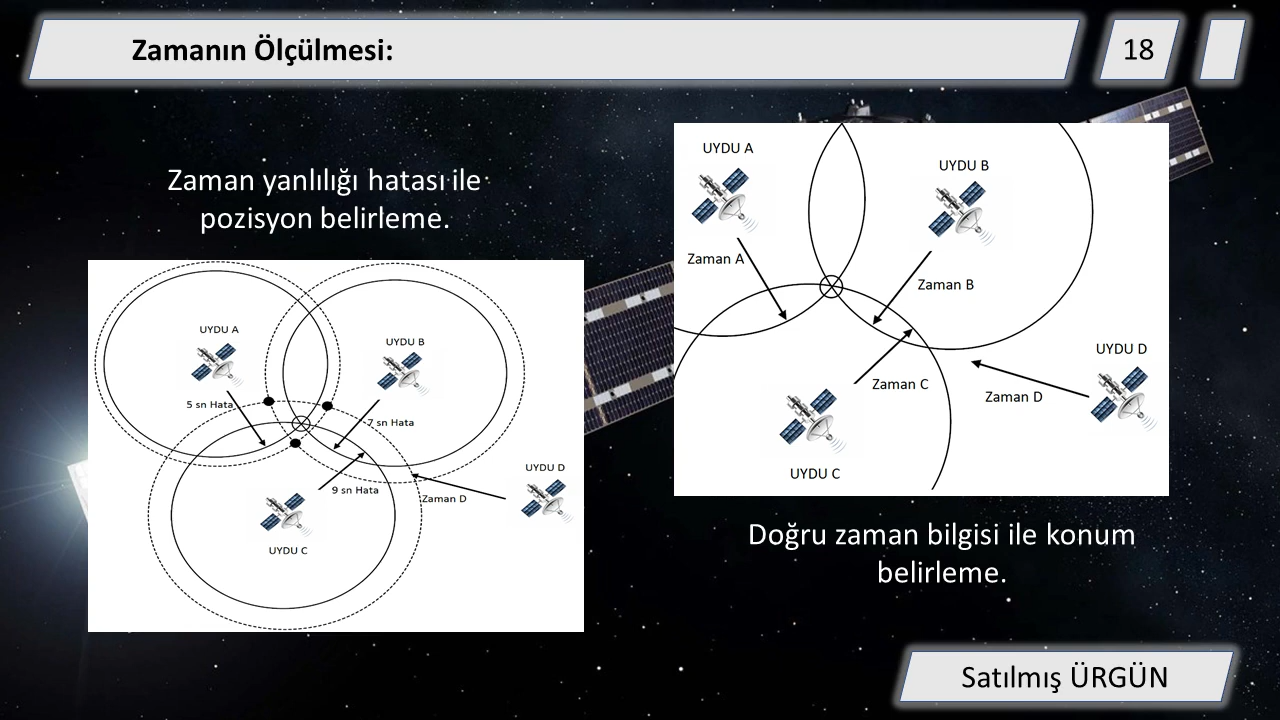 Zamanın Ölçülmesi:
18
Zaman yanlılığı hatası ile
pozisyon belirleme.
UYDU A
UYDU B
5 sn Hata
7 sn Hata
9 sn Hata
Zaman D
UYDU D
UYDU C
UYDU A
UYDU B
Zaman A
Zaman B
UYDU D
Zaman C
Zaman D
UYDU C
Doğru zaman bilgisi ile konum
belirleme.
Satılmış ÜRGÜN